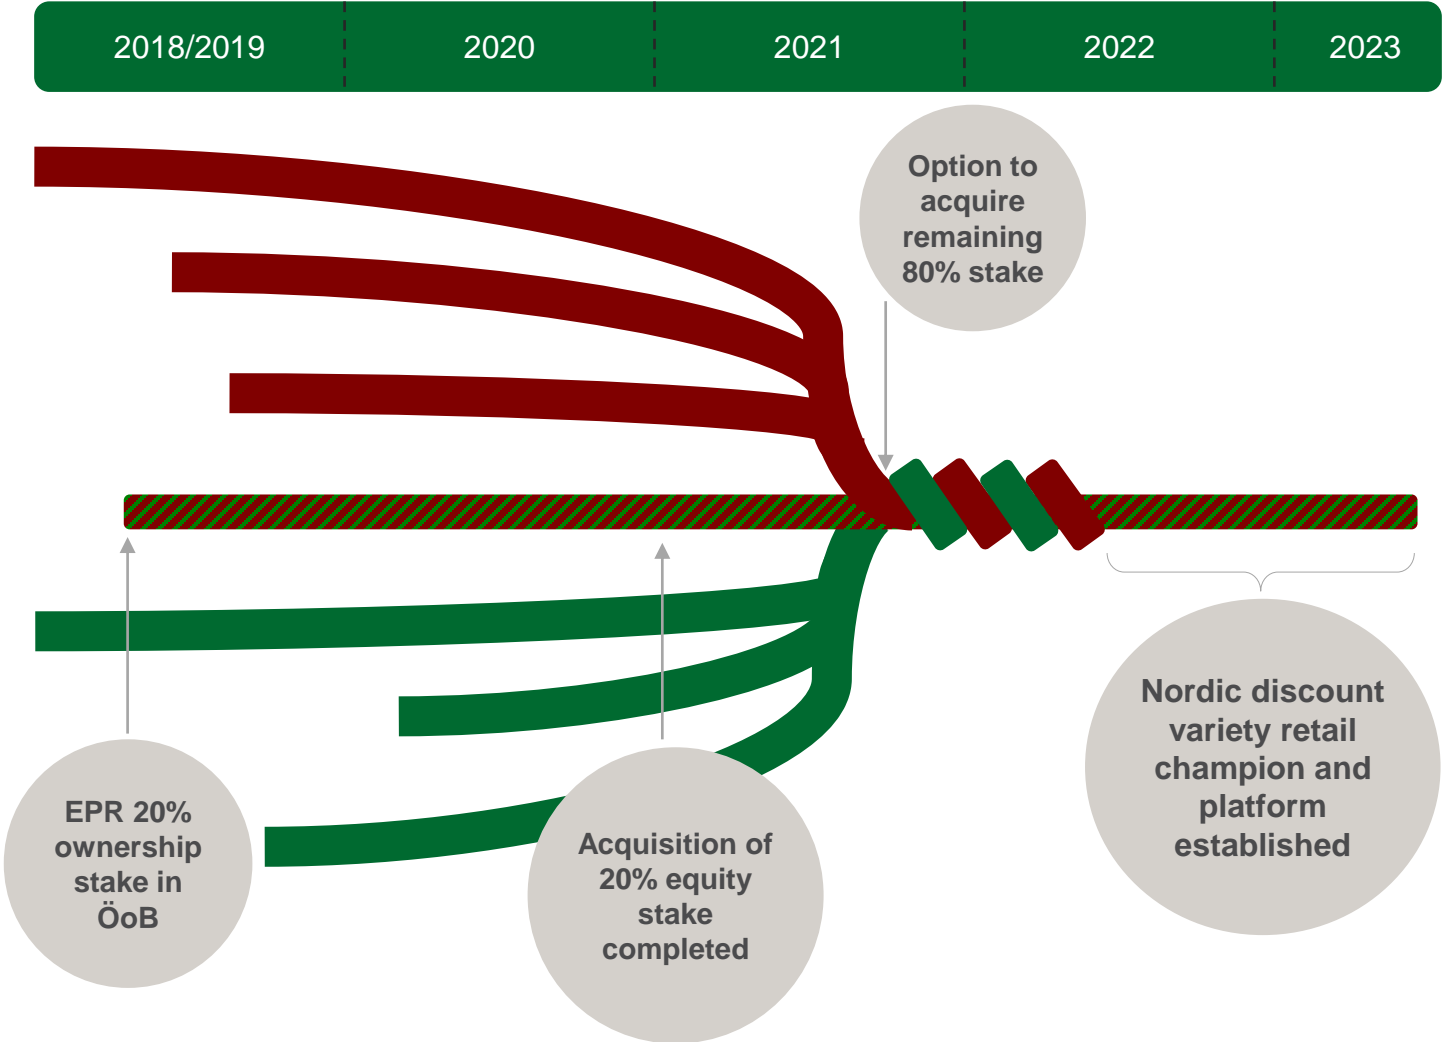 2018/2019
2020
2021
2022
2023
Option to
acquire
remaining
80% stake
EPR 20%
ownership
stake in
ÖoB
Acquisition of
20% equity
stake
completed
Nordic discount
variety retail
champion and
platform
established